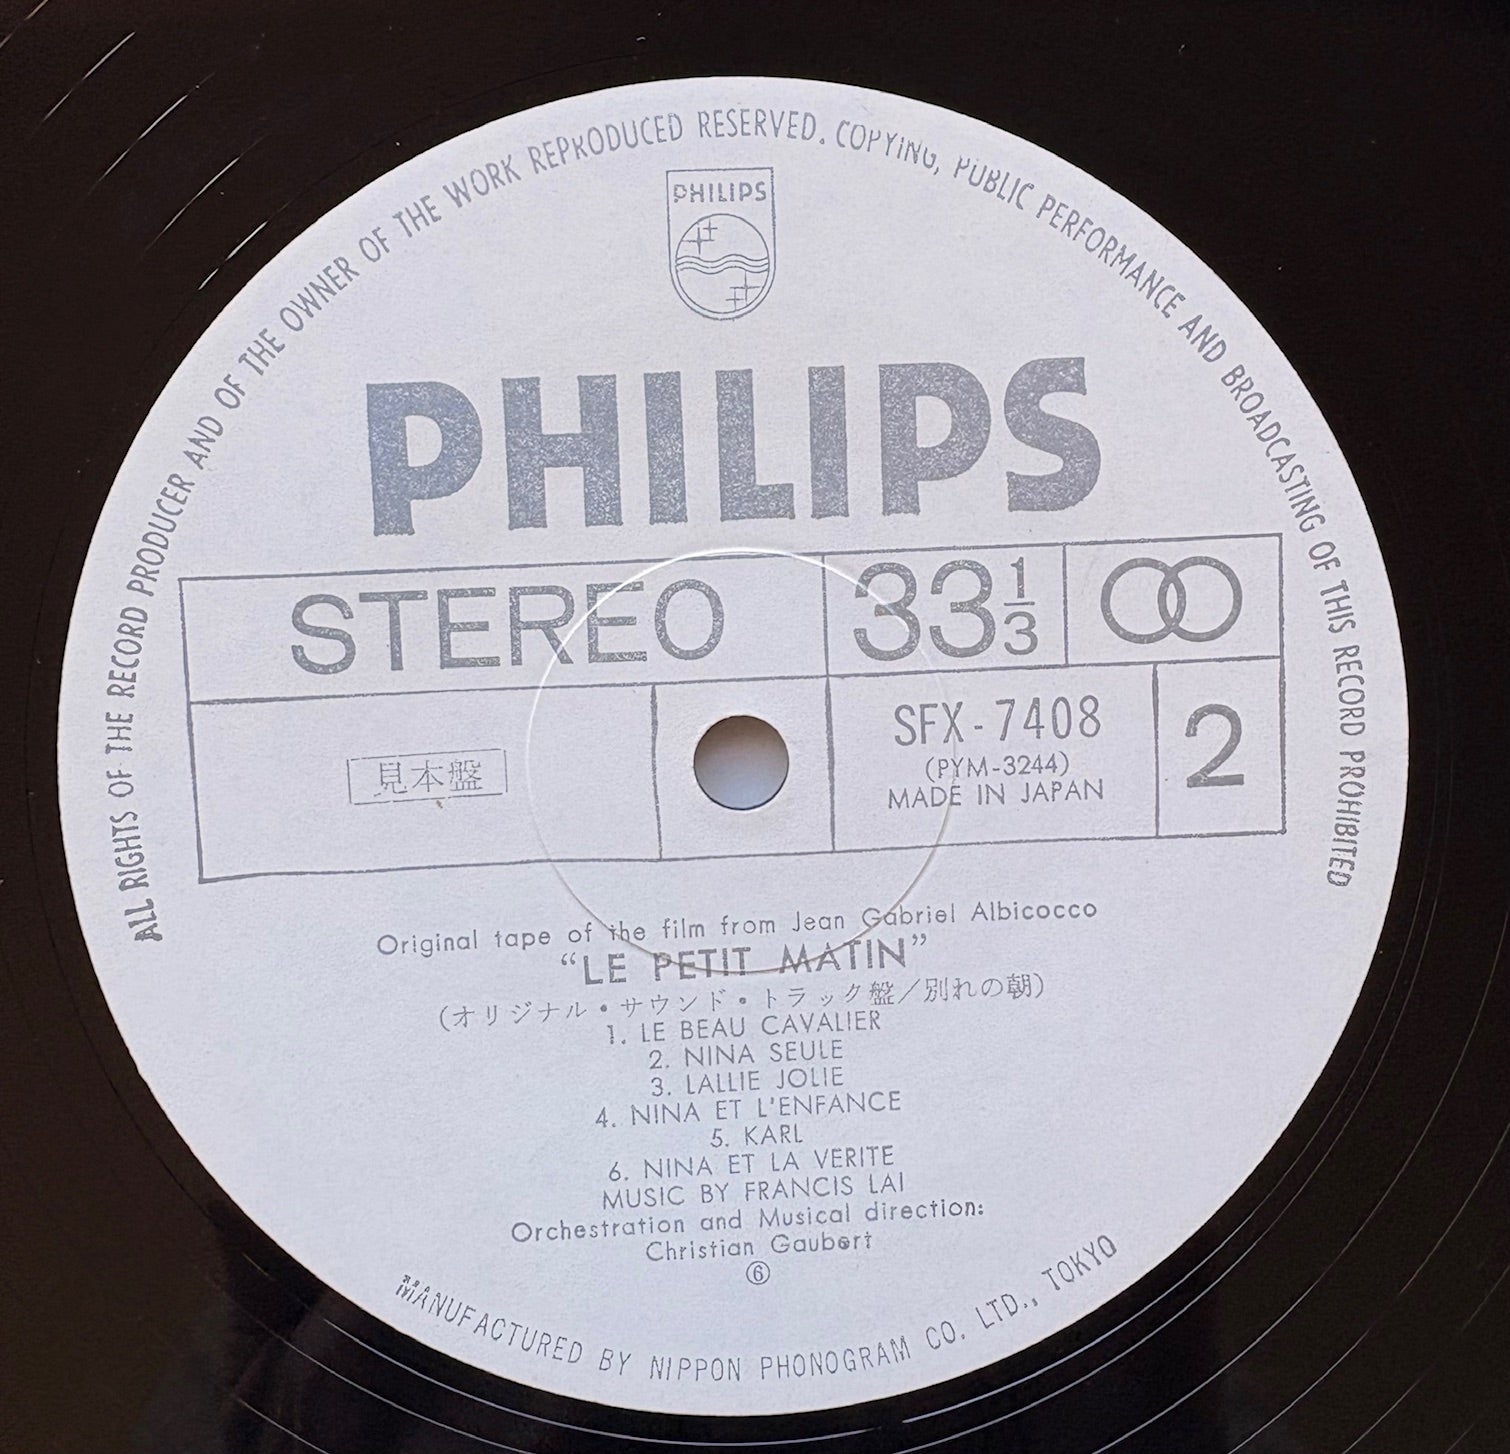 ALL RIGHTS OF THE RECORD PRODUCER AND OF THE OWNER OF THE WORK REPRODUCED RESERVED. COPYING, PUBLIC PERFORMANCE AND BROADCASTING OF THIS RECORD PROHIBITED
PHILIPS
PHILIPS
STEREO
33 1/3
見本盤
SFX-7408
(PYM-3244)
MADE IN JAPAN
2
Original tape of the film from Jean Gabriel Albicocco
“LE PETIT MATIN”
(オリジナル・サウンド・トラック盤/別れの朝)
1. LE BEAU CAVALIER
2. NINA SEULE
3. LALLIE JOLIE
4. NINA ET L'ENFANCE
5. KARL
6. NINA ET LA VERITE
MUSIC BY FRANCIS LAI
Orchestration and Musical direction:
Christian Gaubert
⑥
MANUFACTURED BY NIPPON PHONOGRAM CO. LTD., TOKYO